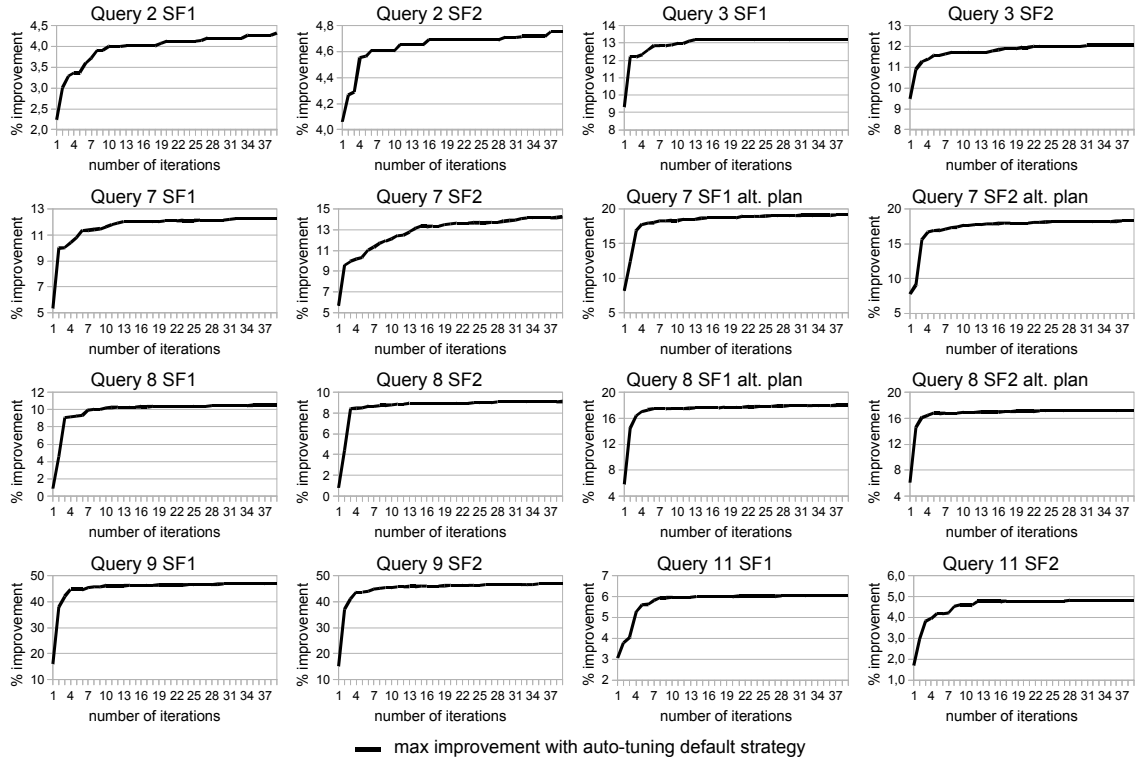 Query 2 SF1
% improvement
4,5
4,0
3,5
3,0
2,5
2,0
1 4 7 10 13 16 19 22 25 28 31 34 37
number of iterations
Query 2 SF2
% improvement
4,8
4,6
4,4
4,2
4,0
1 4 7 10 13 16 19 22 25 28 31 34 37
number of iterations
Query 3 SF1
% improvement
14
13
12
11
10
9
8
1 4 7 10 13 16 19 22 25 28 31 34 37
number of iterations
Query 3 SF2
% improvement
13
12
11
10
9
8
1 4 7 10 13 16 19 22 25 28 31 34 37
number of iterations
Query 7 SF1
% improvement
13
11
9
7
5
1 4 7 10 13 16 19 22 25 28 31 34 37
number of iterations
Query 7 SF2
% improvement
15
13
11
9
7
5
1 4 7 10 13 16 19 22 25 28 31 34 37
number of iterations
Query 7 SF1 alt. plan
% improvement
20
15
10
5
1 4 7 10 13 16 19 22 25 28 31 34 37
number of iterations
Query 7 SF2 alt. plan
% improvement
20
15
10
5
1 4 7 10 13 16 19 22 25 28 31 34 37
number of iterations
Query 8 SF1
% improvement
12
10
8
6
4
2
0
1 4 7 10 13 16 19 22 25 28 31 34 37
number of iterations
Query 8 SF2
% improvement
10
8
6
4
2
0
1 4 7 10 13 16 19 22 25 28 31 34 37
number of iterations
Query 8 SF1 alt. plan
% improvement
20
16
12
8
4
1 4 7 10 13 16 19 22 25 28 31 34 37
number of iterations
Query 8 SF2 alt. plan
% improvement
20
16
12
8
4
1 4 7 10 13 16 19 22 25 28 31 34 37
number of iterations
Query 9 SF1
% improvement
50
40
30
20
10
1 4 7 10 13 16 19 22 25 28 31 34 37
number of iterations
Query 9 SF2
% improvement
50
40
30
20
10
1 4 7 10 13 16 19 22 25 28 31 34 37
number of iterations
Query 11 SF1
% improvement
7
6
5
4
3
2
1 4 7 10 13 16 19 22 25 28 31 34 37
number of iterations
Query 11 SF2
% improvement
6,0
5,0
4,0
3,0
2,0
1,0
1 4 7 10 13 16 19 22 25 28 31 34 37
number of iterations
max improvement with auto-tuning default strategy